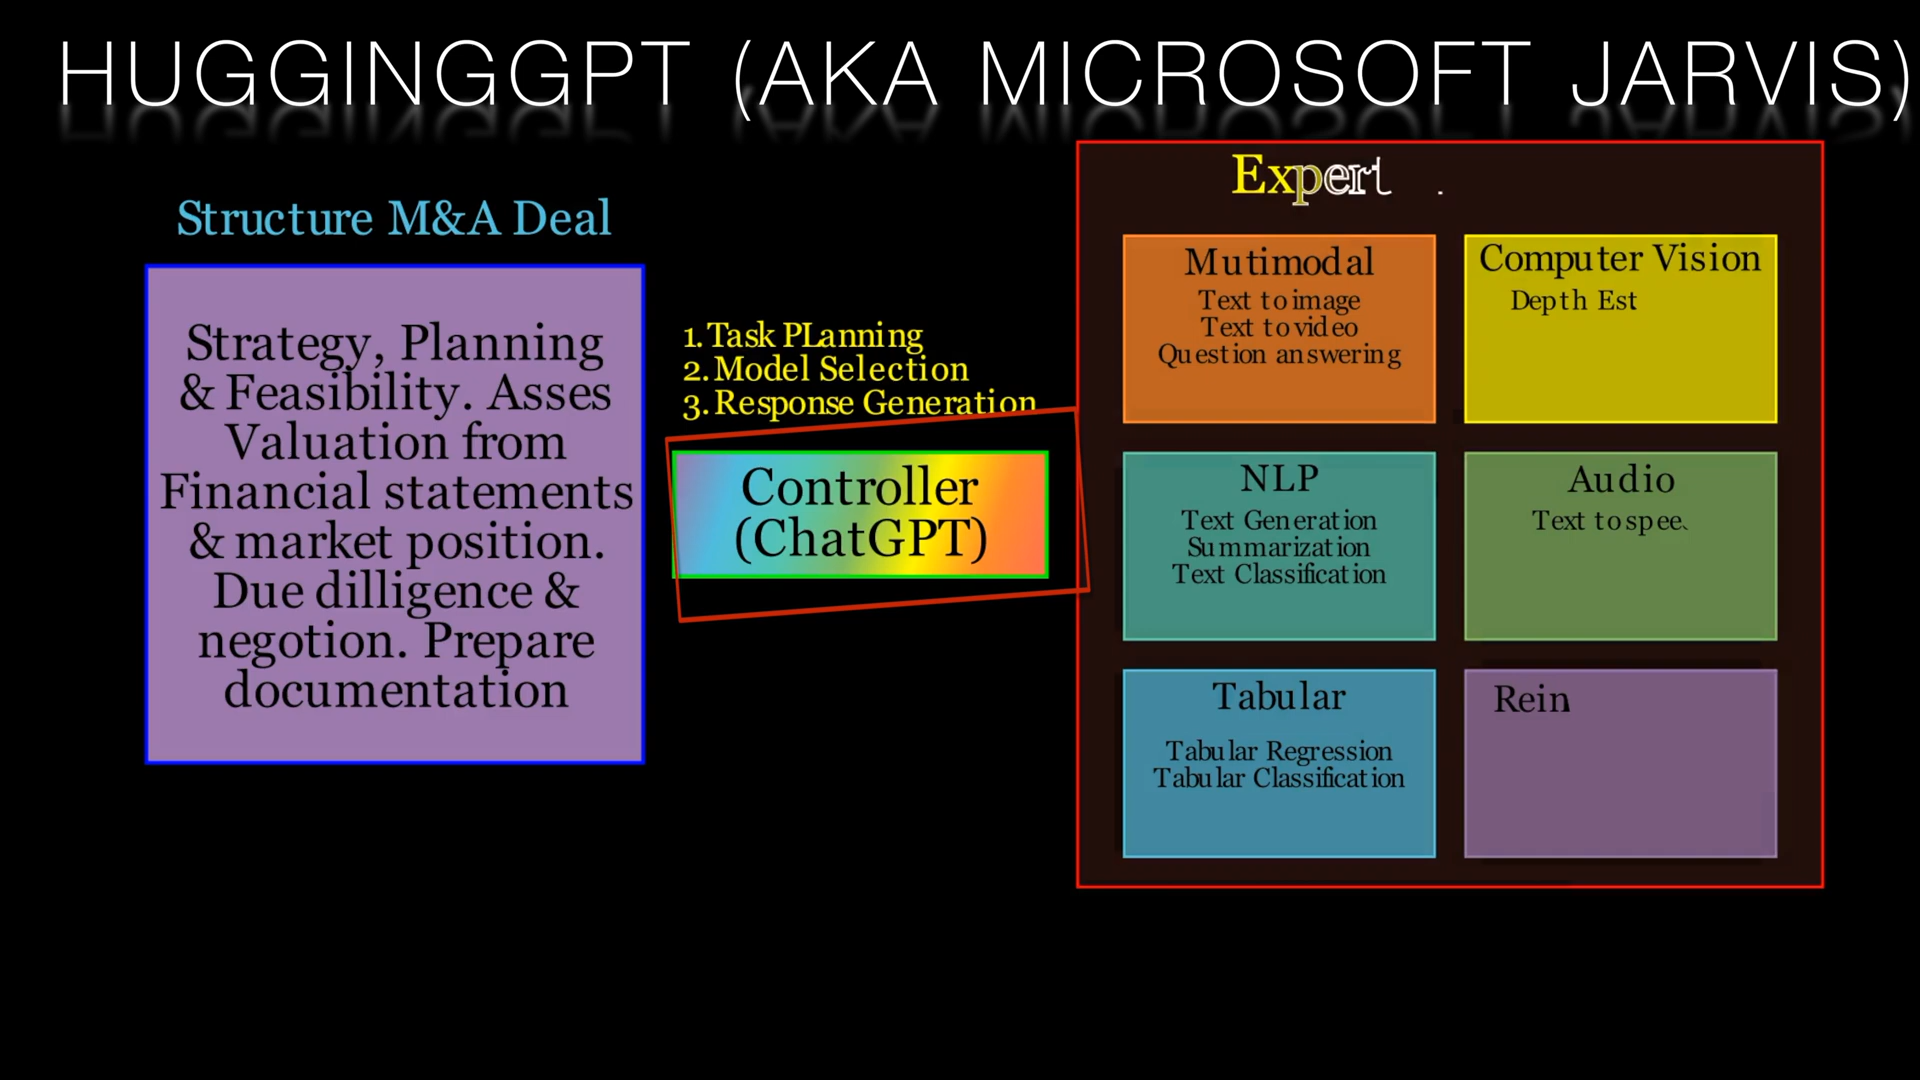 HUGGINGGPT (AKA MICROSOFT JARVIS)
Structure M&A Deal
Strategy, Planning
& Feasibility. Asses
Valuation from
Financial statements
& market position.
Due dilligence &
negotion. Prepare
documentation
1. Task PLanning
2. Model Selection
3. Response Generation
Controller
(ChatGPT)
Expert
Mutimodal
Text to image
Text to video
Question answering
Computer Vision
Depth Est
NLP
Text Generation
Summarization
Text Classification
Audio
Text to spee
Tabular
Tabular Regression
Tabular Classification
Rein